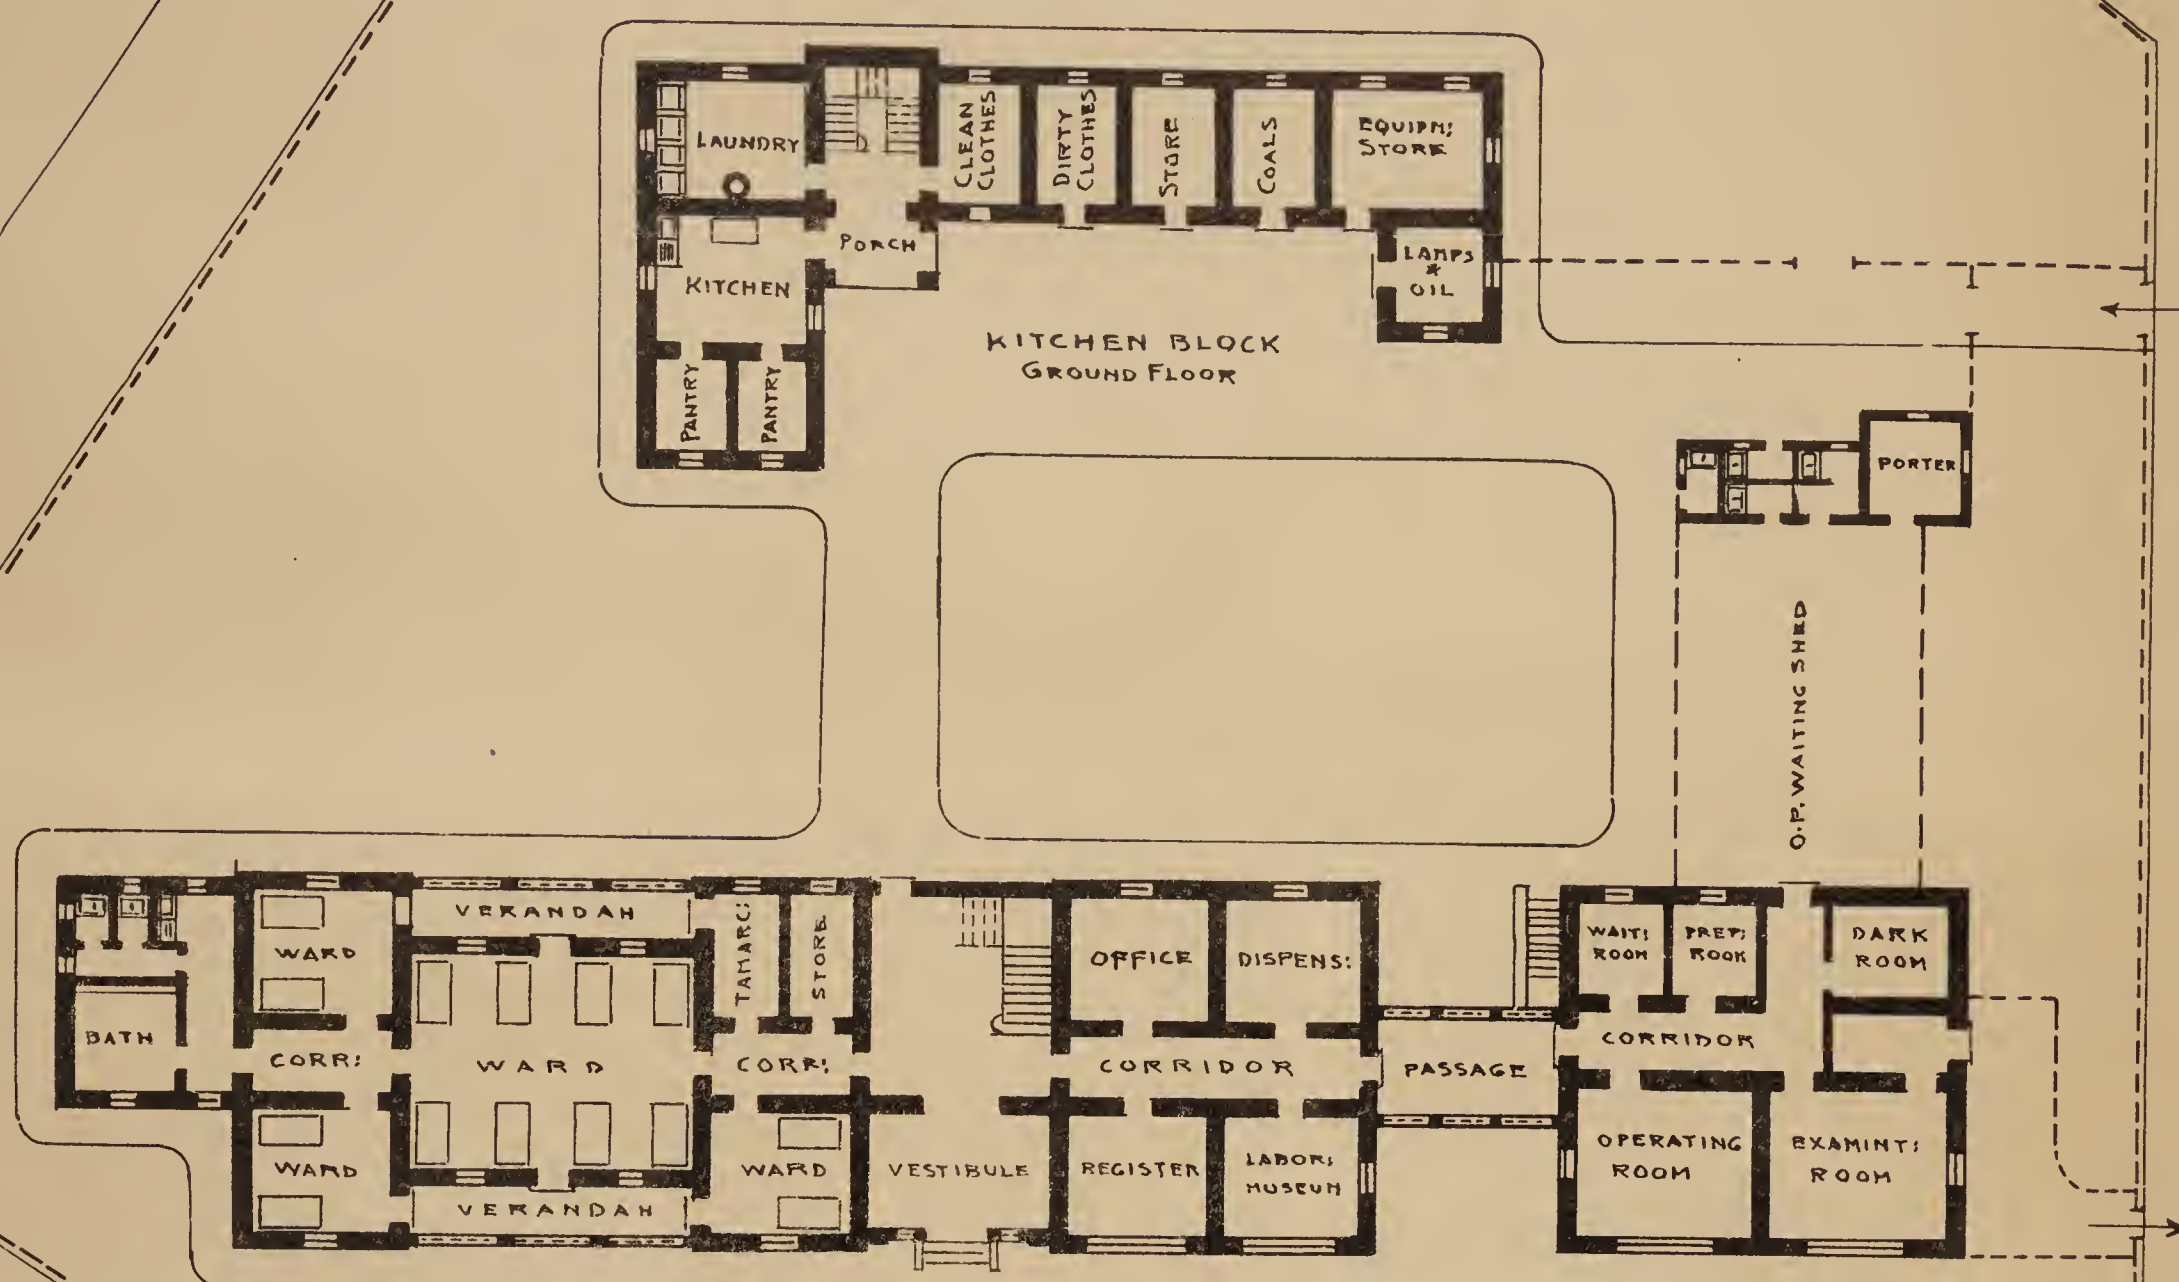 LAUNDRY
CLEAN
CLOTHES
DIRTY
CLOTHES
STORE
COALS
EQUIPM:
STORE
PORCH
LAMPS
&
OIL
KITCHEN
KITCHEN BLOCK
GROUND FLOOR
PANTRY
PANTRY
PORTER
O.P. WAITING SHED
VERANDAH
WARD
TAMARG:
STORE
OFFICE
DISPENS:
WAIT:
ROOM
PREP:
ROOM
DARK
ROOM
BATH
CORR:
WARD
CORR:
CORRIDOR
PASSAGE
CORRIDOR
WARD
VERANDAH
WARD
VESTIBULE
REGISTER
LABOR:
MUSEUM
OPERATING
ROOM
EXAMINT:
ROOM